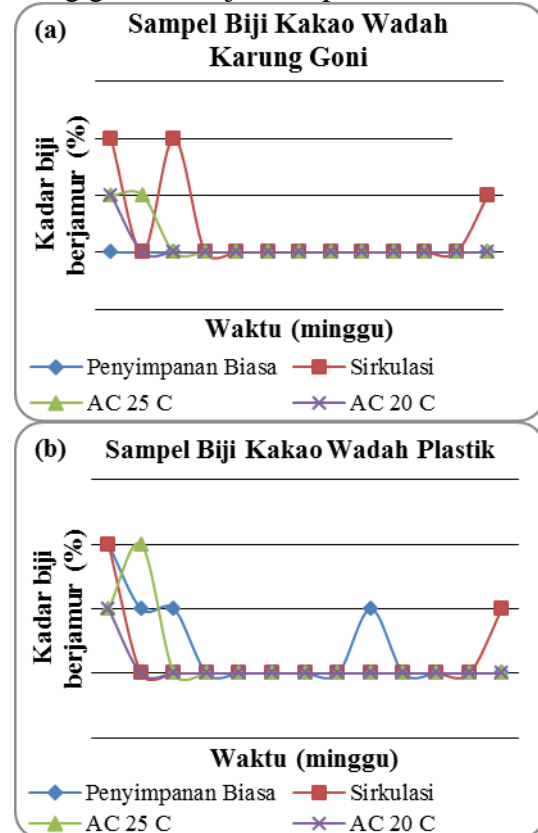 (a) Sampel Biji Kakao Wadah
Karung Goni
Kadar biji
berjamur (%)
Waktu (minggu)
Penyimpanan Biasa
Sirkulasi
AC 25 C
AC 20 C
(b) Sampel Biji Kakao Wadah Plastik
Kadar biji
berjamur (%)
Waktu (minggu)
Penyimpanan Biasa
Sirkulasi
AC 25 C
AC 20 C